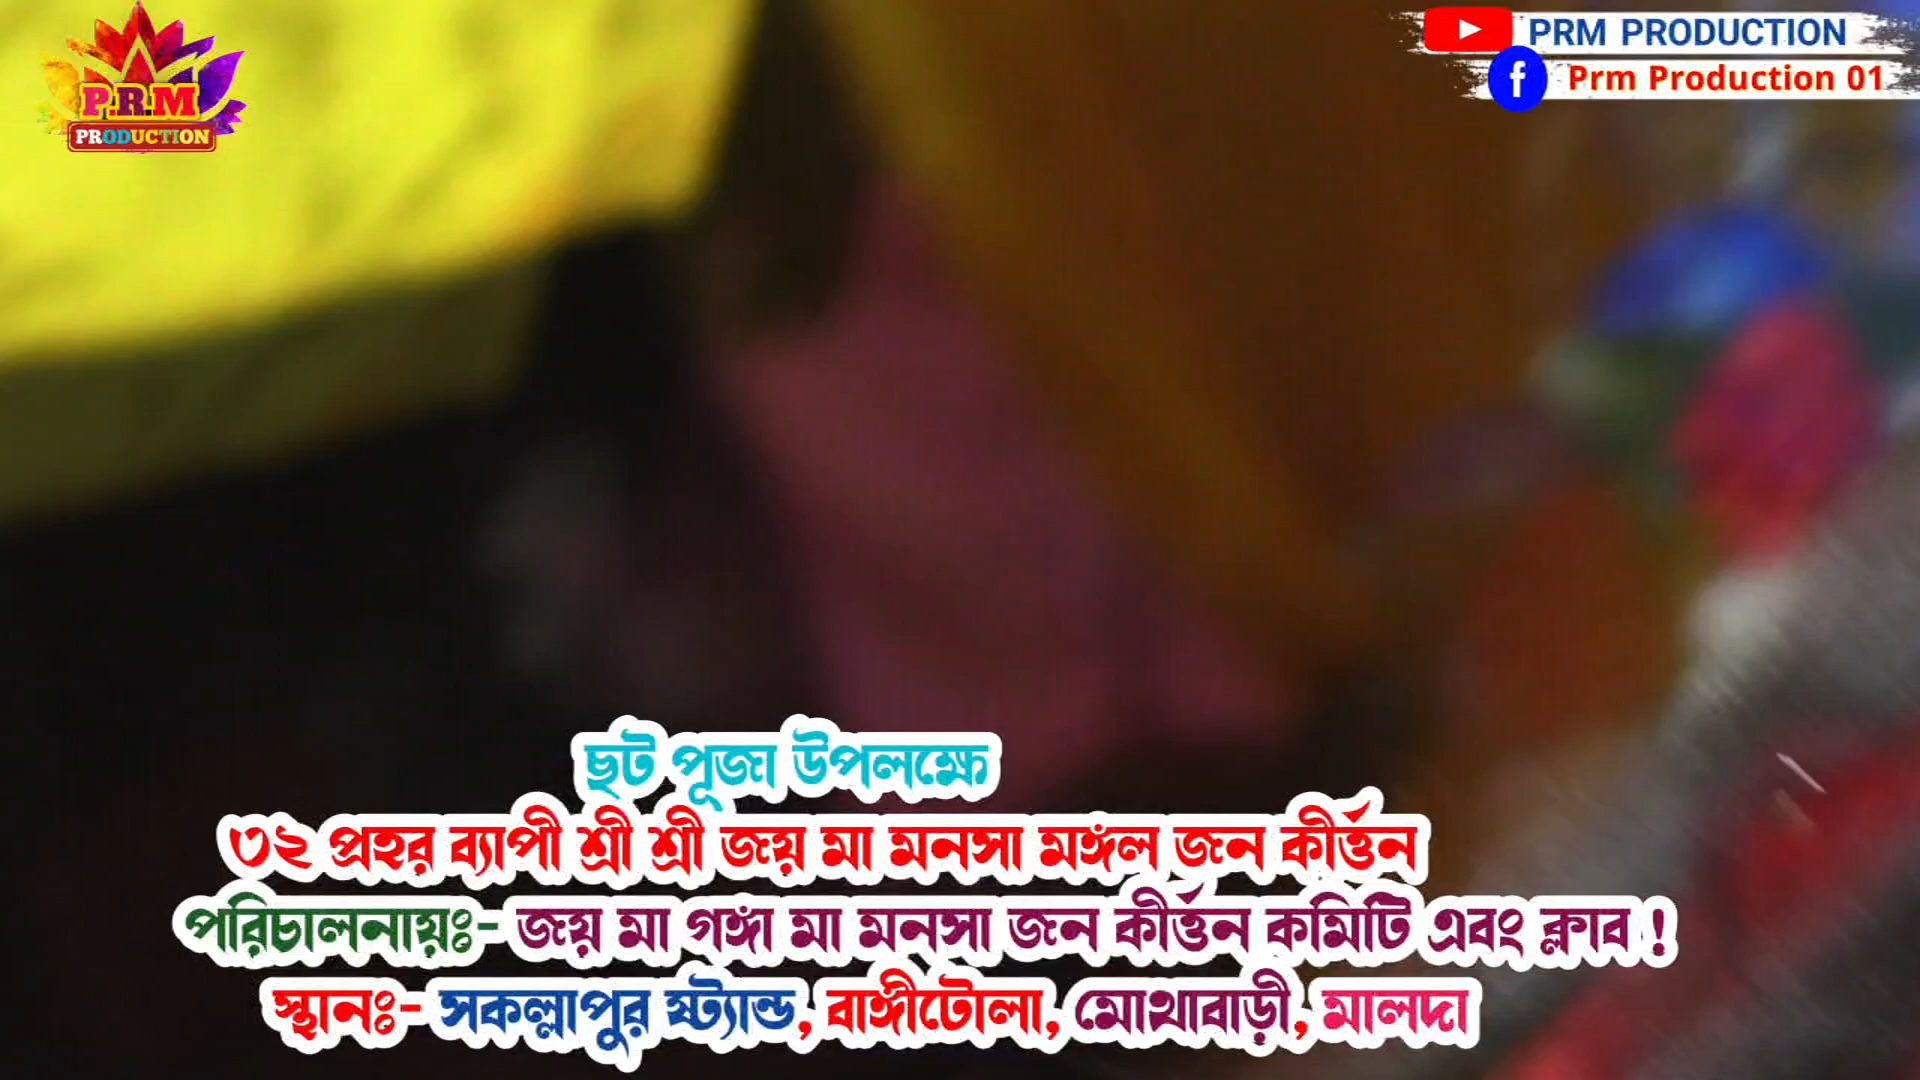 P.R.M
PRODUCTION
PRM PRODUCTION
Prm Production 01
ছট পূজা উপলক্ষে
৩২ প্রহর ব্যাপী শ্রী শ্রী জয় মা মনসা মঙ্গল জন কীর্ত্তন
পরিচালনায়ঃ- জয় মা গঙ্গা মা মনসা জন কীর্ত্তন কমিটি এবং ক্লাব !
স্থানঃ- সকল্লাপুর ষ্ট্যান্ড, বাঙ্গীটোলা, মোথাবাড়ী, মালদা